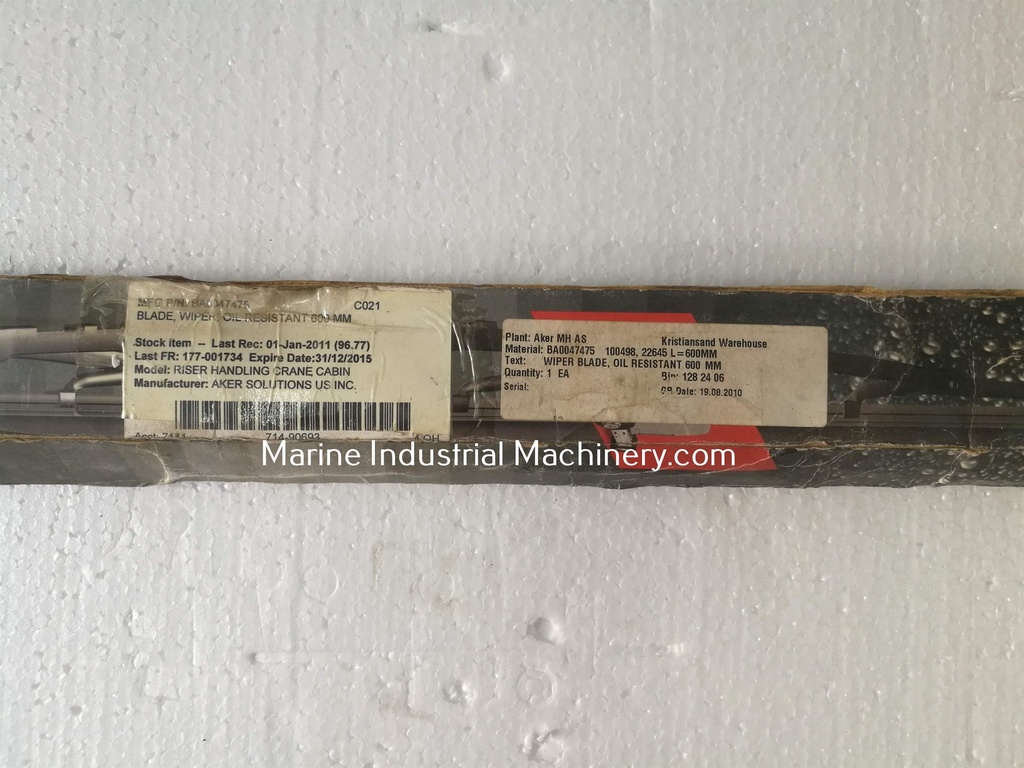 MFG P/N: BA0047475 C021
BLADE, WIPER, OIL RESISTANT 600 MM
Stock item -- Last Rec: 01-Jan-2011 (96.77)
Last FR: 177-001734 Expire Date:31/12/2015
Model: RISER HANDLING CRANE CABIN
Manufacturer: AKER SOLUTIONS US INC.
714-90693
Plant: Aker MH AS Kristiansand Warehouse
Material: BA0047475 100498, 22645 L=600MM
Text: WIPER BLADE, OIL RESISTANT 600 MM
Quantity: 1 EA Bin: 128 24 06
Serial: GR Date: 19.08.2010
Marine Industrial Machinery.com